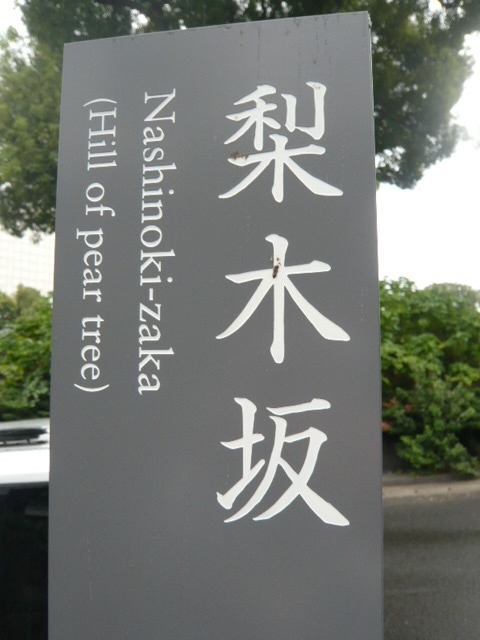 梨木坂
Nashinoki-zaka
(Hill of pear tree)